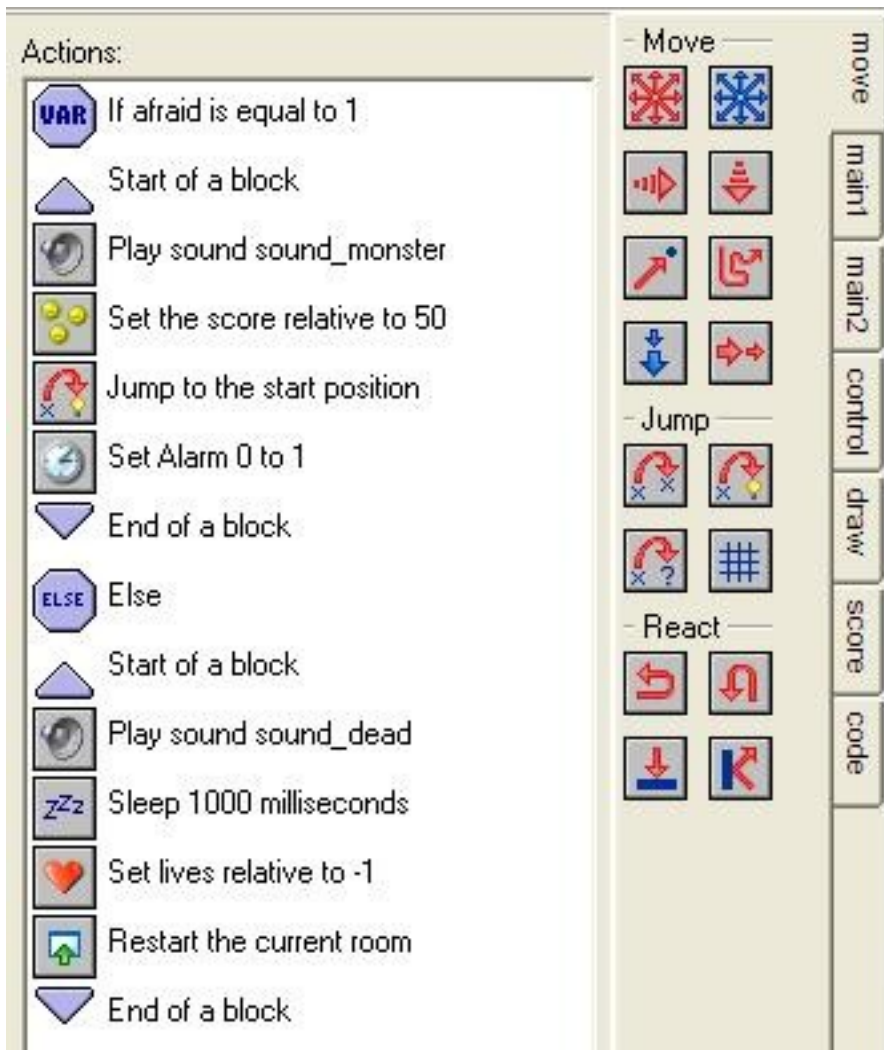 Actions:
VAR If afraid is equal to 1
Start of a block
Play sound sound_monster
Set the score relative to 50
Jump to the start position
Set Alarm 0 to 1
End of a block
ELSE Else
Start of a block
Play sound sound_dead
zZz Sleep 1000 milliseconds
Set lives relative to -1
Restart the current room
End of a block
Move
Jump
React
move
main1
main2
control
draw
score
code